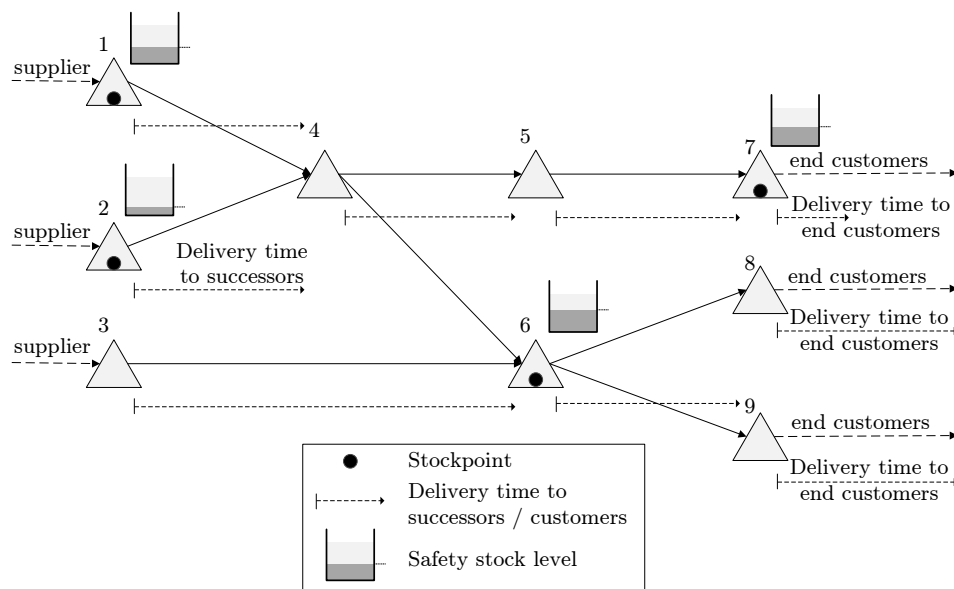 1
supplier
4
5
7
end customers
Delivery time to
end customers
2
supplier
Delivery time
to successors
8
end customers
Delivery time to
end customers
3
supplier
6
9
end customers
Delivery time to
end customers
Stockpoint
Delivery time to
successors / customers
Safety stock level